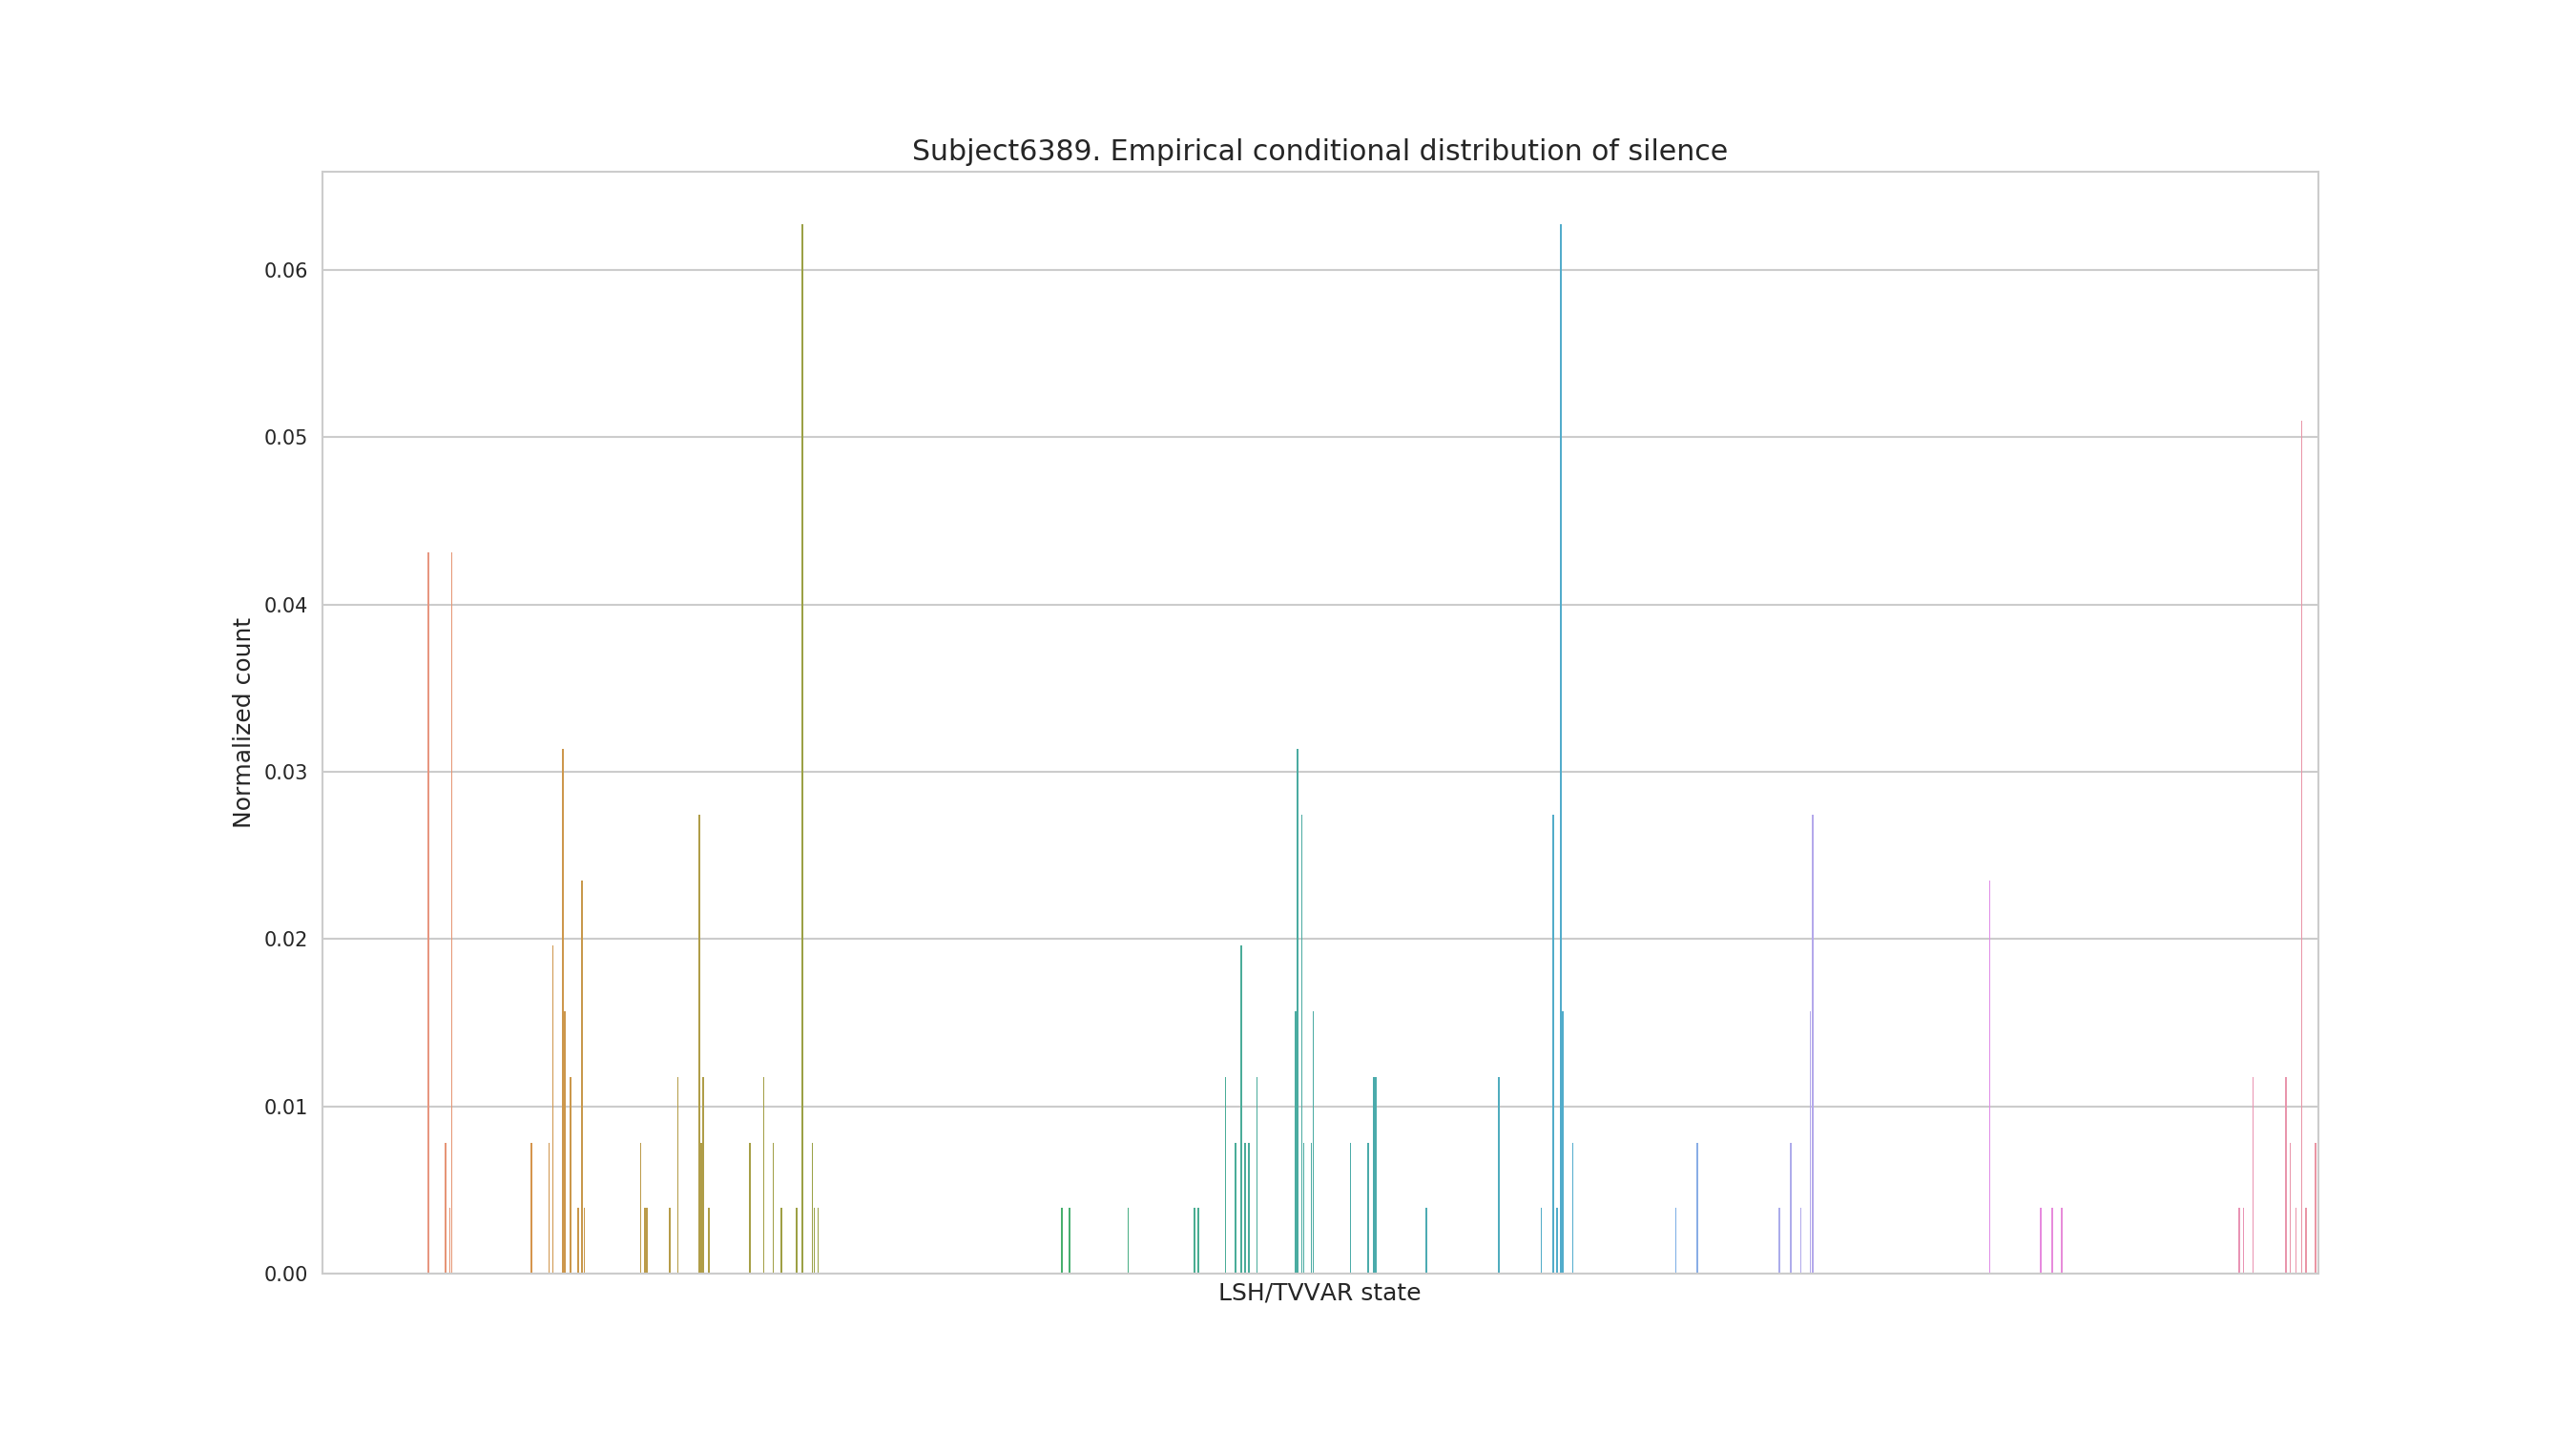 Subject6389. Empirical conditional distribution of silence
0.06
0.05
0.04
0.03
0.02
0.01
0.00
Normalized count
LSH/TVVAR state